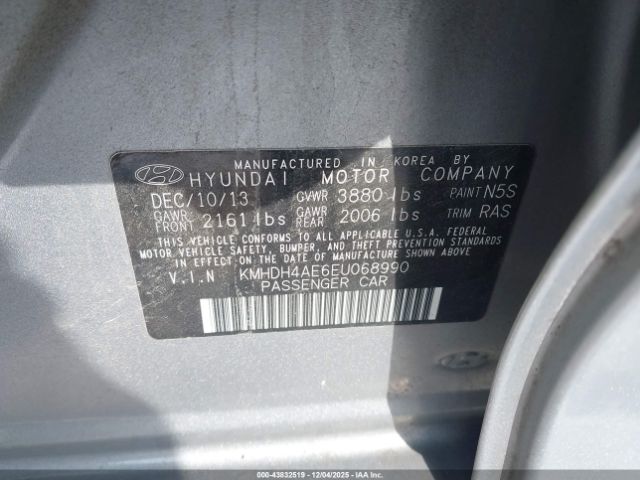 MANUFACTURED IN KOREA BY
HYUNDAI MOTOR COMPANY
DEC/10/13 GVWR 3880 lbs PAINT N5S
GAWR FRONT 2161 lbs GAWR REAR 2006 lbs TRIM RAS
THIS VEHICLE CONFORMS TO ALL APPLICABLE U.S.A. FEDERAL
MOTOR VEHICLE SAFETY, BUMPER, AND THEFT PREVENTION
STANDARDS IN EFFECT ON THE DATE OF MANUFACTURE SHOWN ABOVE.
V.I.N KMHDH4AE6EU068990
PASSENGER CAR
000-43832519 | 12/04/2025 | © Copyright 2025 IAA, LLC